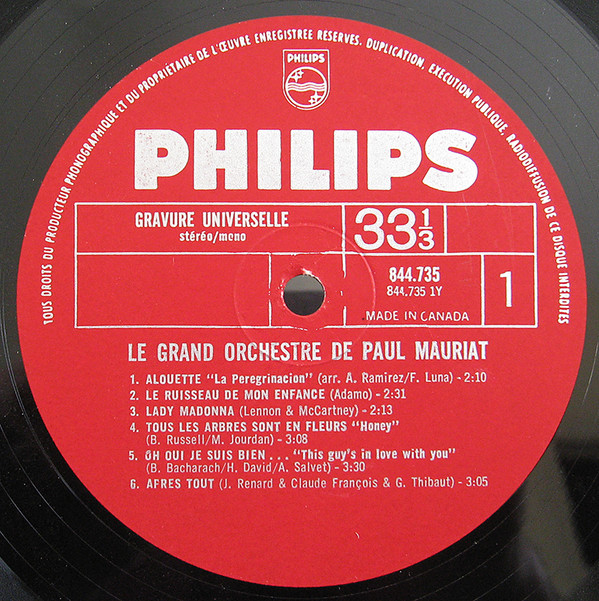 TOUS DROITS DU PRODUCTEUR PHONOGRAPHIQUE ET DU PROPRIÉTAIRE DE L'ŒUVRE ENREGISTREE RESERVES. DUPLICATION, EXECUTION PUBLIQUE, RADIODIFFUSION DE CE DISQUE INTERDITES
PHILIPS
PHILIPS
GRAVURE UNIVERSELLE
stéréo/mono
33 1/3
844.735
844.735 1Y
1
MADE IN CANADA
LE GRAND ORCHESTRE DE PAUL MAURIAT
1. ALOUETTE "La Peregrinacion" (arr. A. Ramirez/F. Luna) - 2:10
2. LE RUISSEAU DE MON ENFANCE (Adamo) - 2:31
3. LADY MADONNA (Lennon & McCartney) - 2:13
4. TOUS LES ARBRES SONT EN FLEURS "Honey"
(B. Russell/M. Jourdan) - 3:08
5. OH OUI JE SUIS BIEN ... "This guy's in love with you"
(B. Bacharach/H. David/A. Salvet) - 3:30
6. AFRES TOUT (J. Renard & Claude François & G. Thibaut) - 3:05